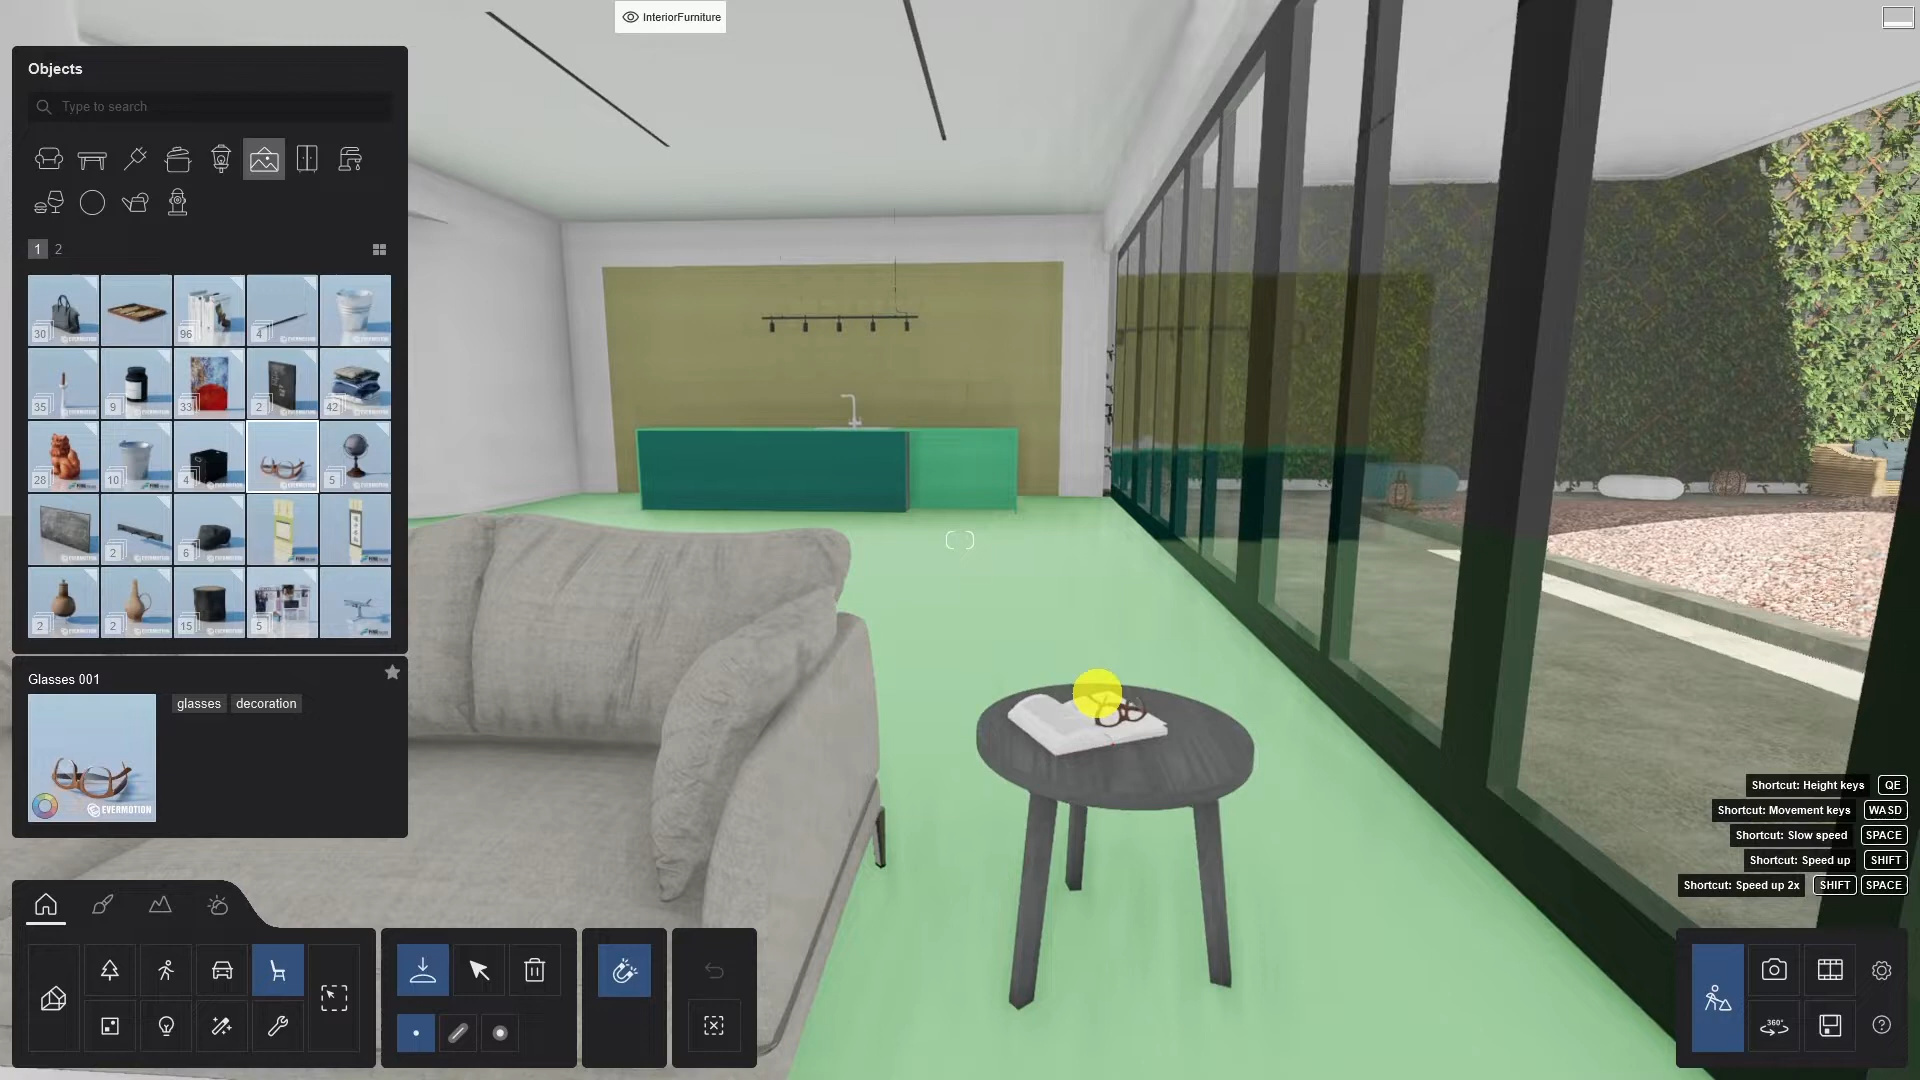 InteriorFurniture
Objects
Type to search
1 2
30
96
4
35
9
33
2
42
28
10
4
5
2
6
2
2
15
5
Glasses 001
glasses decoration
EVERMOTION
Shortcut: Height keys QE
Shortcut: Movement keys WASD
Shortcut: Slow speed SPACE
Shortcut: Speed up SHIFT
Shortcut: Speed up 2x SHIFT SPACE
360°